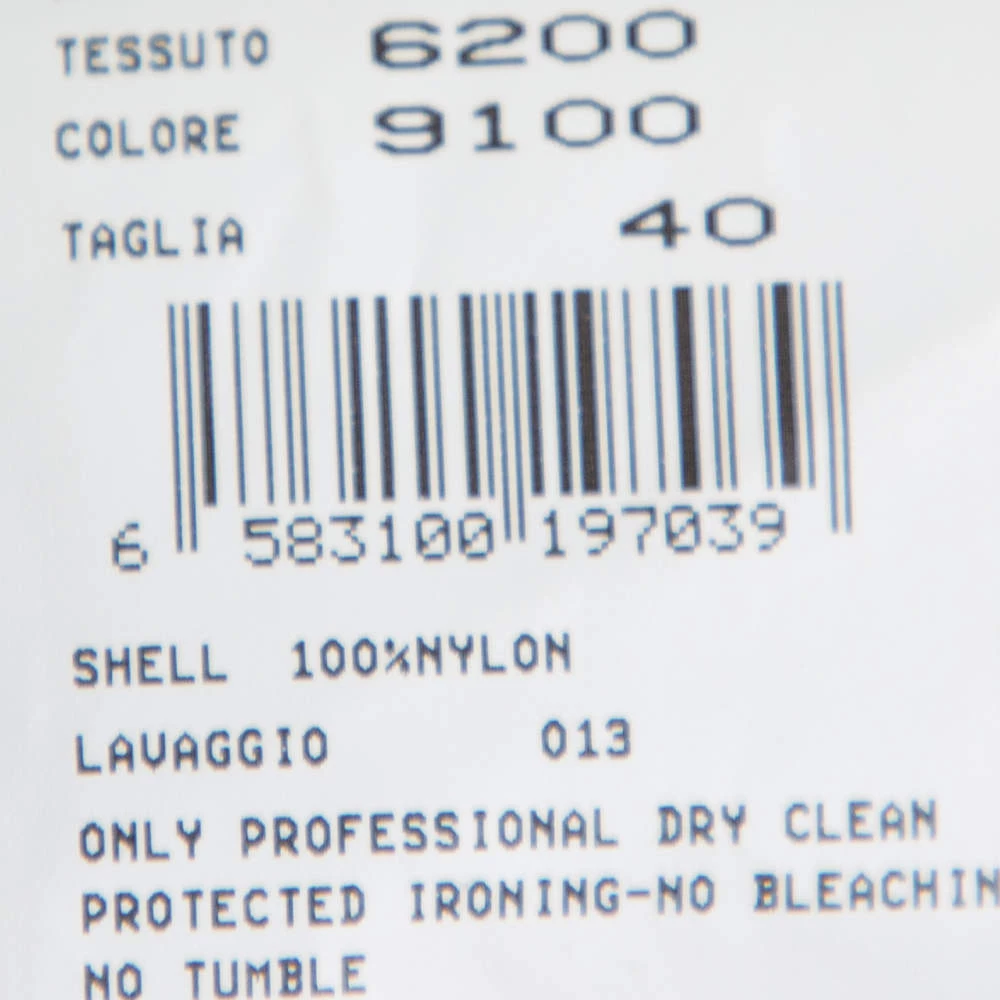 TESSUTO 6200
COLORE 9100
TAGLIA 40
6 583100 197039
SHELL 100%NYLON
LAVAGGIO 013
ONLY PROFESSIONAL DRY CLEAN
PROTECTED IRONING-NO BLEACHIN
NO TUMBLE